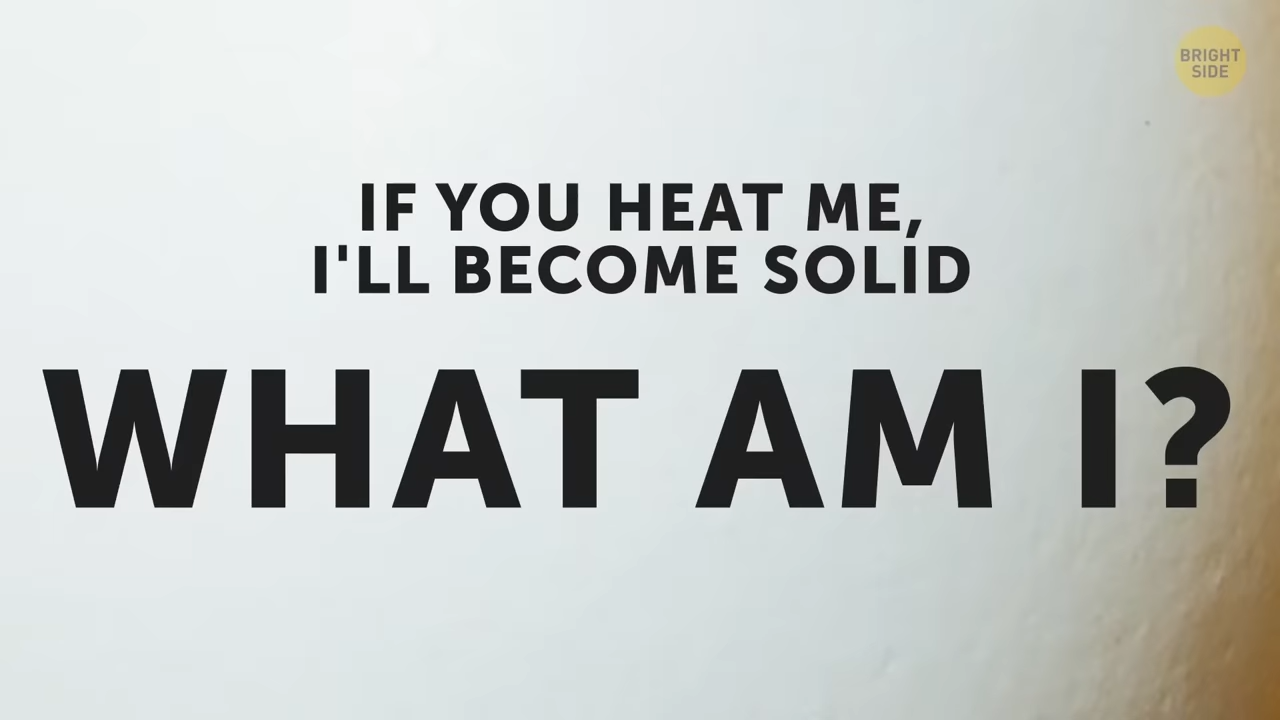 BRIGHT
SIDE
IF YOU HEAT ME,
I'LL BECOME SOLID
WHAT AM I?